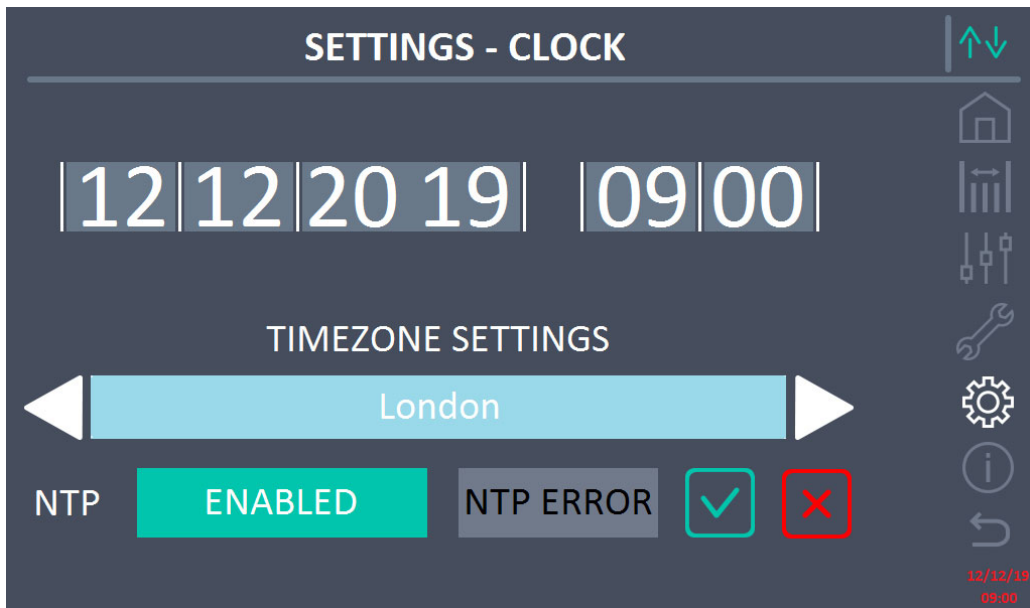 SETTINGS - CLOCK
12 12 20 19 09 00
TIMEZONE SETTINGS
London
NTP ENABLED NTP ERROR
12/12/19
09:00